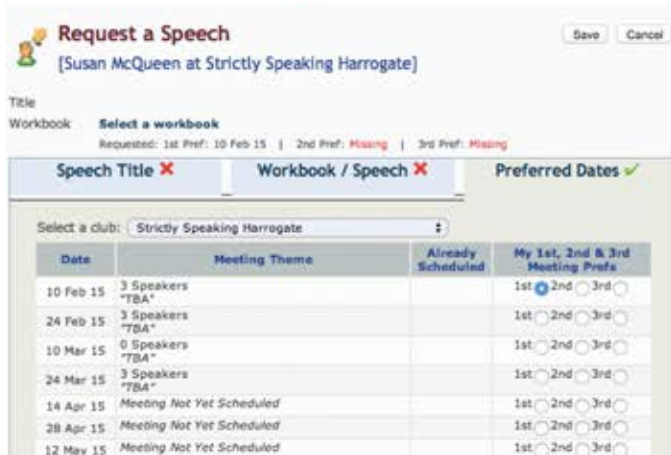 Request a Speech
Save Cancel
[Susan McQueen at Strictly Speaking Harrogate]
Title
Workbook Select a workbook
Requested: 1st Pref: 10 Feb 15 | 2nd Pref: Missing | 3rd Pref: Missing
Speech Title Workbook / Speech Preferred Dates
Select a club: Strictly Speaking Harrogate
Date Meeting Theme Already Scheduled My 1st, 2nd & 3rd Meeting Prefs
10 Feb 15 3 Speakers 1st 2nd 3rd
"TBA"
24 Feb 15 3 Speakers 1st 2nd 3rd
"TBA"
10 Mar 15 0 Speakers 1st 2nd 3rd
"TBA"
24 Mar 15 3 Speakers 1st 2nd 3rd
"TBA"
14 Apr 15 Meeting Not Yet Scheduled 1st 2nd 3rd
28 Apr 15 Meeting Not Yet Scheduled 1st 2nd 3rd
12 May 15 Meeting Not Yet Scheduled 1st 2nd 3rd